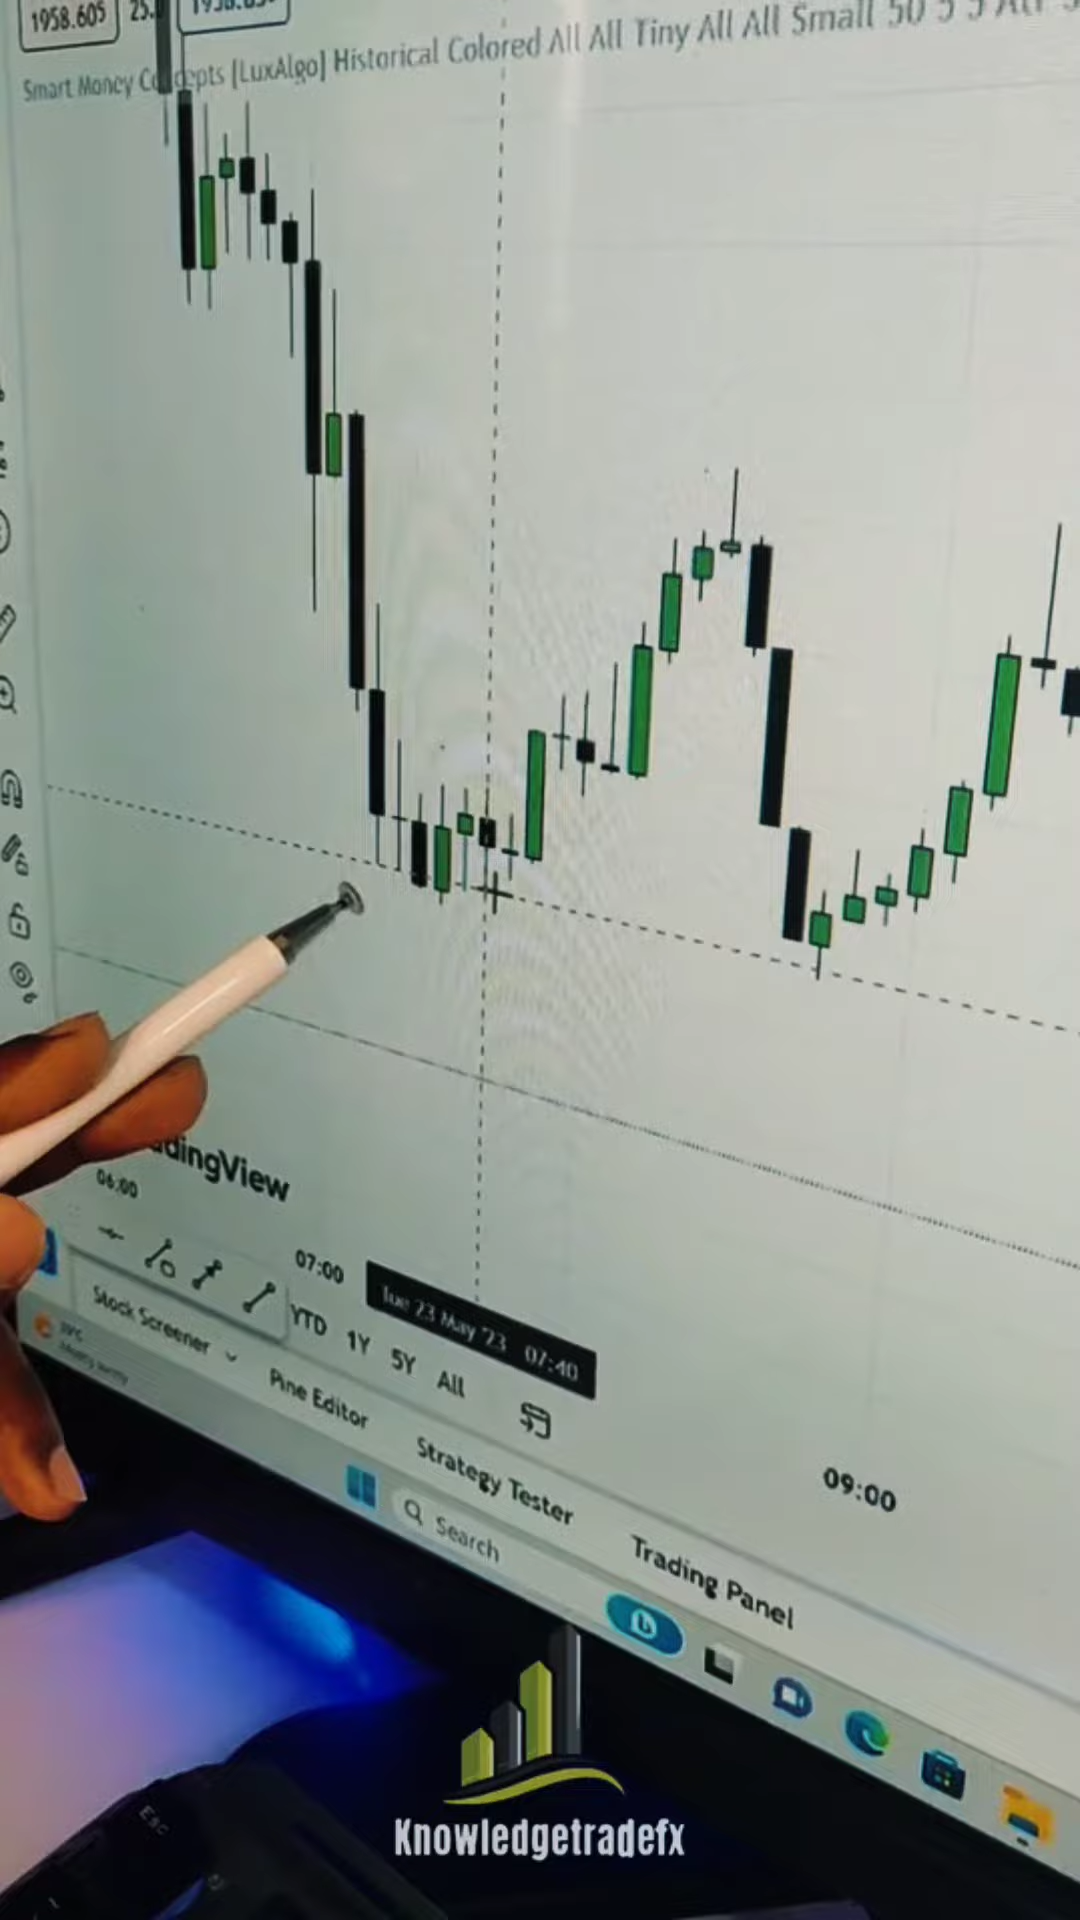 1958.605
Smart Money Concepts [LuxAlgo] Historical Colored All All Tiny All All Small 50 5 5
dingView
06:00
07:00
Tue 23 May '23 07:40
09:00
YTD 1Y 5Y All
Stock Screener
Pine Editor
Strategy Tester
Trading Panel
Search
Esc
Knowledgetradefx